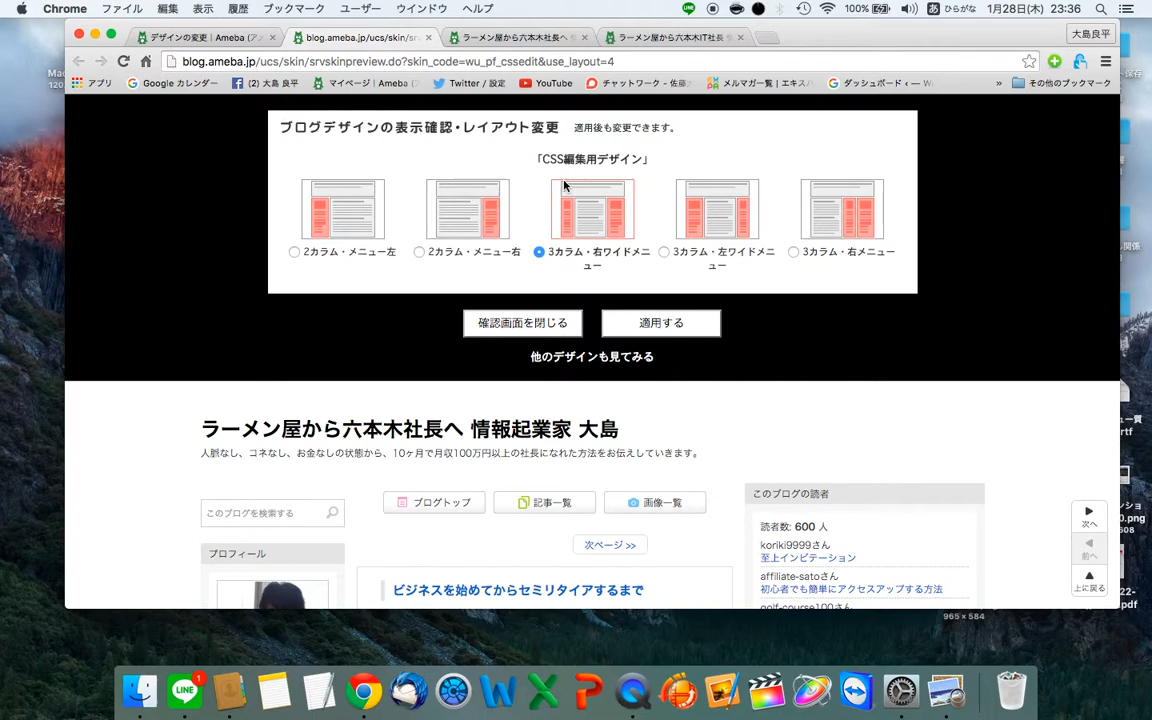 Chrome ファイル 編集 表示 履歴 ブックマーク ユーザー ウインドウ ヘルプ 100% ひらがな 1月28日(木) 23:36
デザインの変更 | Ameba (ア blog.ameba.jp/ucs/skin/sr ラーメン屋から六本木社長へ ラーメン屋から六本木IT社長 大島良平
blog.ameba.jp/ucs/skin/srvskinpreview.do?skin_code=wu_pf_cssedit&use_layout=4
アプリ Google カレンダー (2) 大島 良平 マイページ | Ameba ( Twitter / 設定 YouTube チャットワーク - 佐藤 メルマガ一覧 | エキス ダッシュボード ‹ — W » その他のブックマーク
ブログデザインの表示確認・レイアウト変更 適用後も変更できます。
「CSS編集用デザイン」
2カラム・メニュー左 2カラム・メニュー右 3カラム・右ワイドメニ 3カラム・左ワイドメニ 3カラム・右メニュー
ュー ュー
確認画面を閉じる 適用する
他のデザインも見てみる
ラーメン屋から六本木社長へ 情報起業家 大島
人脈なし、コネなし、お金なしの状態から、10ヶ月で月収100万円以上の社長になれた方法をお伝えしていきます。
このブログを検索する ブログトップ 記事一覧 画像一覧 このブログの読者
読者数: 600 人
次ページ >> koriki9999さん
至上インビテーション
プロフィール affiliate-satoさん
ビジネスを始めてからセミリタイアするまで 初心者でも簡単にアクセスアップする方法
golf-course100さん
次へ
前へ
上に戻る
965 × 584
LINE 1